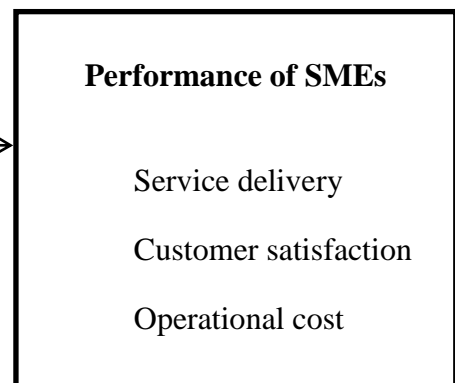 Performance of SMEs
Service delivery
Customer satisfaction
Operational cost